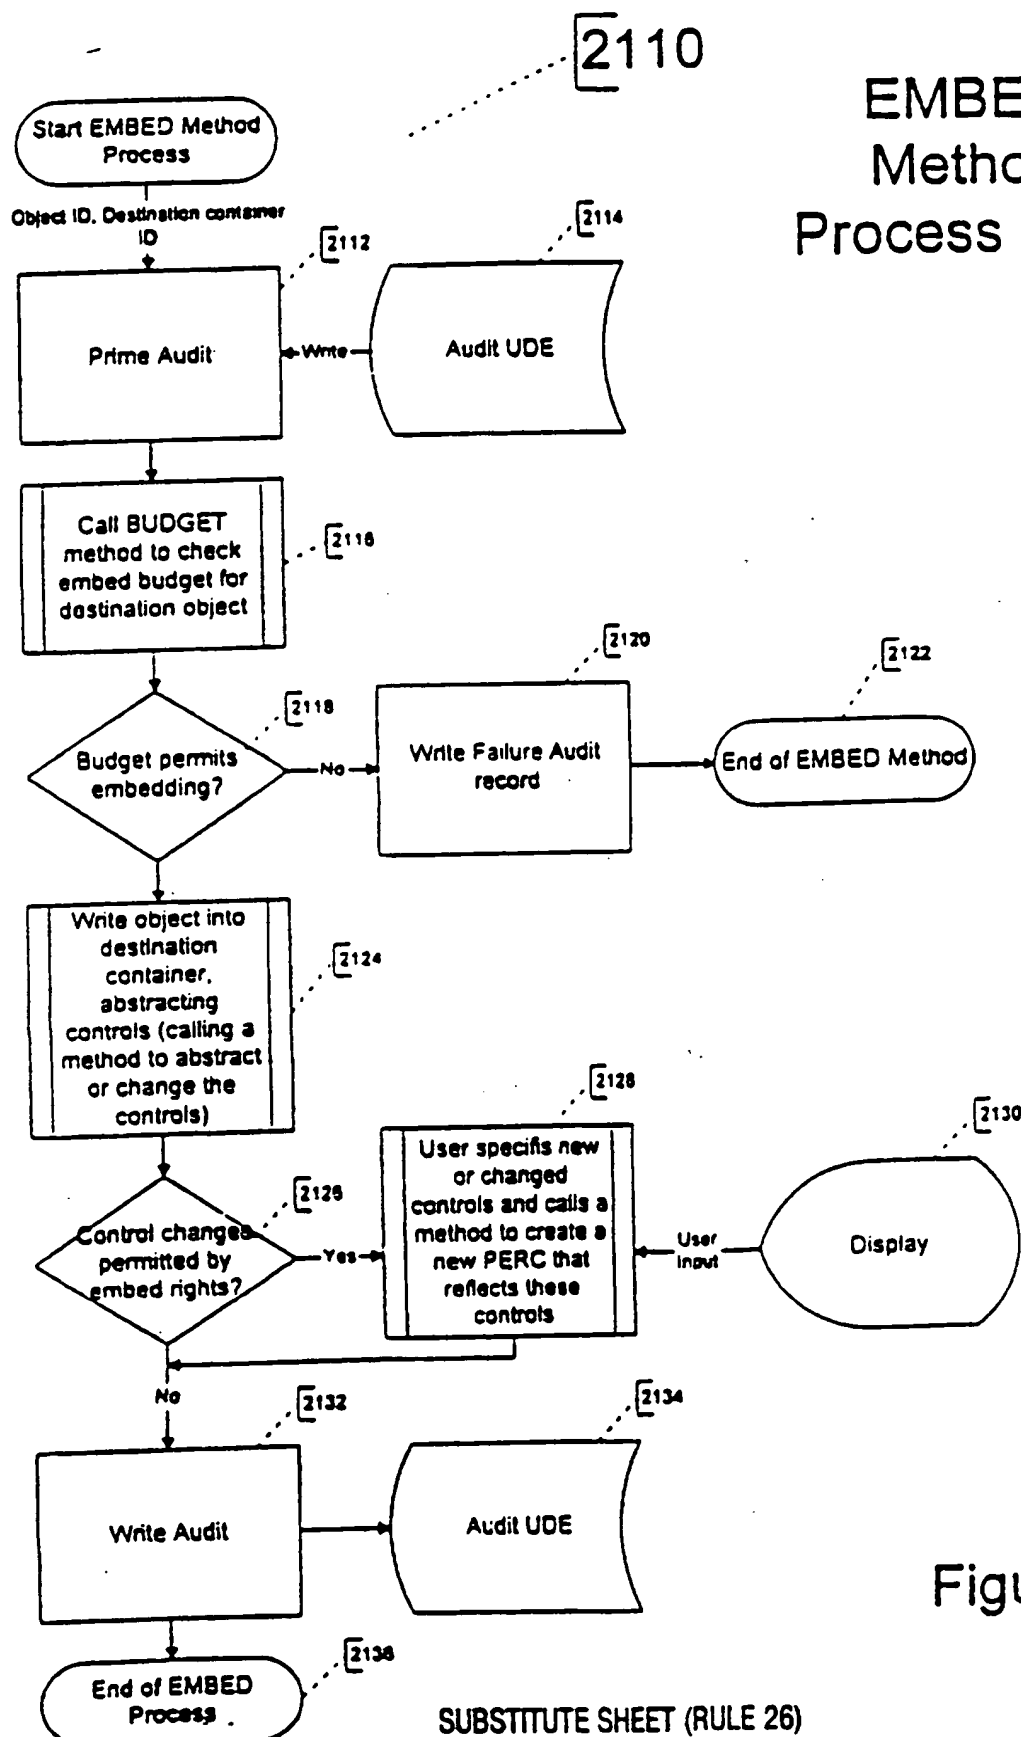 2110
EMBE
Metho
Process
Start EMBED Method
Process
Object ID, Destination container
ID
2112
2114
Prime Audit
Write
Audit UDE
Call BUDGET
method to check
embed budget for
destination object
2116
2118
Budget permits
embedding?
No
2120
Write Failure Audit
record
2122
End of EMBED Method
Write object into
destination
container,
abstracting
controls (calling a
method to abstract
or change the
controls)
2124
2126
Control changes
permitted by
embed rights?
Yes
2128
User specifis new
or changed
controls and calls a
method to create a
new PERC that
reflects these
controls
User
Input
2130
Display
No
2132
Write Audit
2134
Audit UDE
Figu
2136
End of EMBED
Process
SUBSTITUTE SHEET (RULE 26)